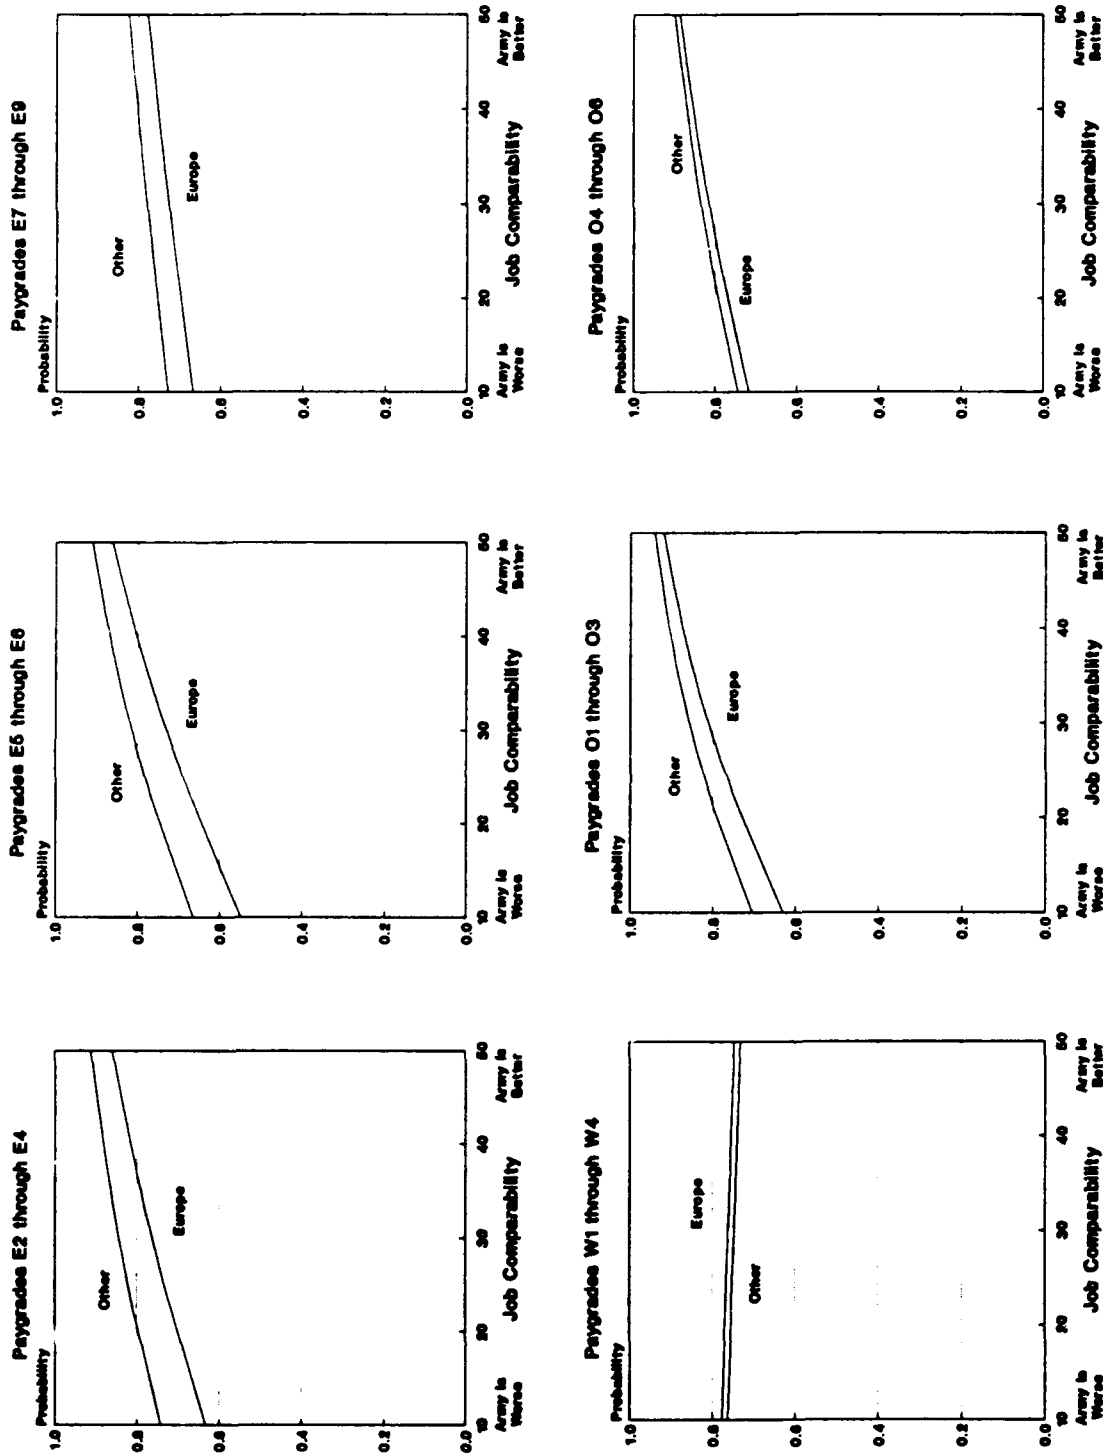 Paygrades E2 through E4
Probability
1.0
0.8
0.6
0.4
0.2
0.0
Other
Europe
10 20 30 40 50
Army is
Worse
Job Comparability
Army is
Better
Paygrades E5 through E6
Probability
1.0
0.8
0.6
0.4
0.2
0.0
Other
Europe
10 20 30 40 50
Army is
Worse
Job Comparability
Army is
Better
Paygrades E7 through E9
Probability
1.0
0.8
0.6
0.4
0.2
0.0
Other
Europe
10 20 30 40 50
Army is
Worse
Job Comparability
Army is
Better
Paygrades W1 through W4
Probability
1.0
0.8
0.6
0.4
0.2
0.0
Europe
Other
10 20 30 40 50
Army is
Worse
Job Comparability
Army is
Better
Paygrades O1 through O3
Probability
1.0
0.8
0.6
0.4
0.2
0.0
Other
Europe
10 20 30 40 50
Army is
Worse
Job Comparability
Army is
Better
Paygrades O4 through O6
Probability
1.0
0.8
0.6
0.4
0.2
0.0
Other
Europe
10 20 30 40 50
Army is
Worse
Job Comparability
Army is
Better